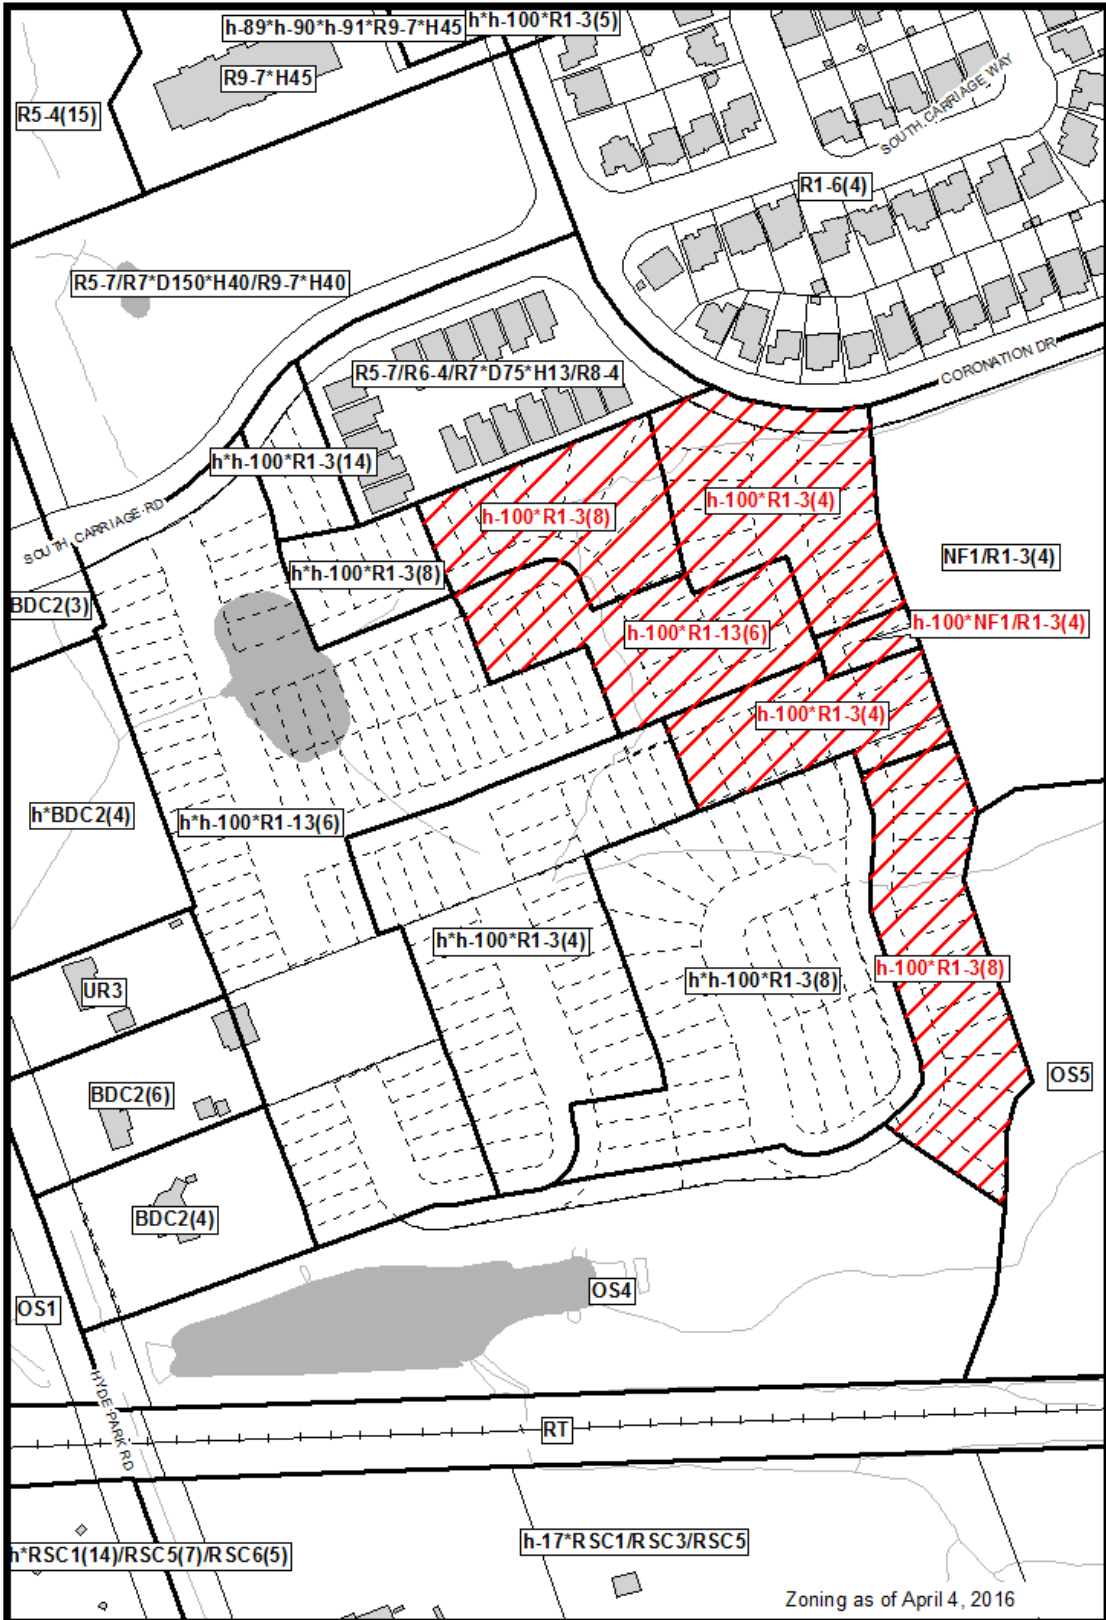 h-89*h-90*h-91*R9-7*H45
h*h-100*R1-3(5)
R9-7*H45
R5-4(15)
SOUTH CARRIAGE WAY
R1-6(4)
R5-7/R7*D150*H40/R9-7*H40
R5-7/R6-4/R7*D75*H13/R8-4
CORONATION DR
h*h-100*R1-3(14)
h-100*R1-3(8)
h-100*R1-3(4)
SOUTH CARRIAGE RD
NF1/R1-3(4)
h*h-100*R1-3(8)
BDC2(3)
h-100*R1-13(6)
h-100*NF1/R1-3(4)
h-100*R1-3(4)
h*BDC2(4)
h*h-100*R1-13(6)
h*h-100*R1-3(4)
h*h-100*R1-3(8)
h-100*R1-3(8)
UR3
BDC2(6)
OS5
BDC2(4)
OS1
OS4
HYDE PARK RD
RT
h*RSC1(14)/RSC5(7)/RSC6(5)
h-17*RSC1/RSC3/RSC5
Zoning as of April 4, 2016